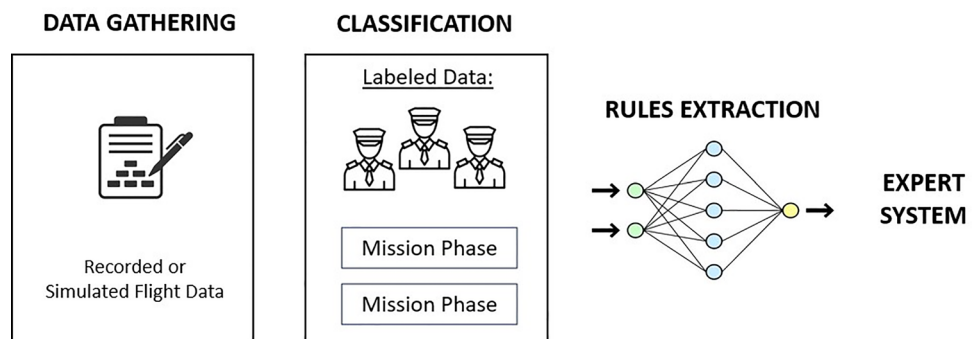 DATA GATHERING
Recorded or
Simulated Flight Data
CLASSIFICATION
Labeled Data:
Mission Phase
Mission Phase
RULES EXTRACTION
EXPERT
SYSTEM